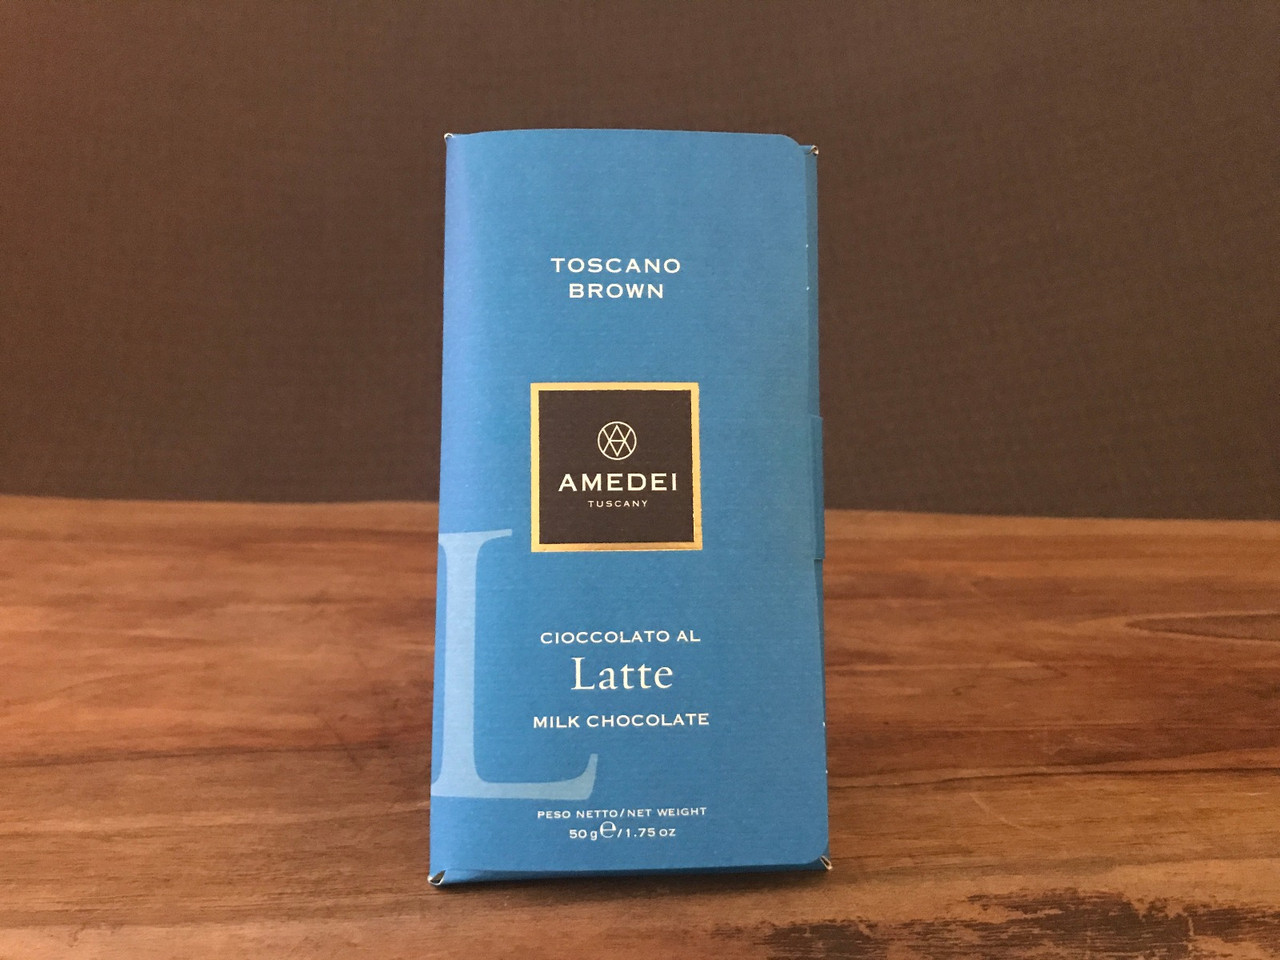 TOSCANO
BROWN
AMEDEI
TUSCANY
CIOCCOLATO AL
Latte
MILK CHOCOLATE
L
PESO NETTO/NET WEIGHT
50 g ℮/1.75 oz